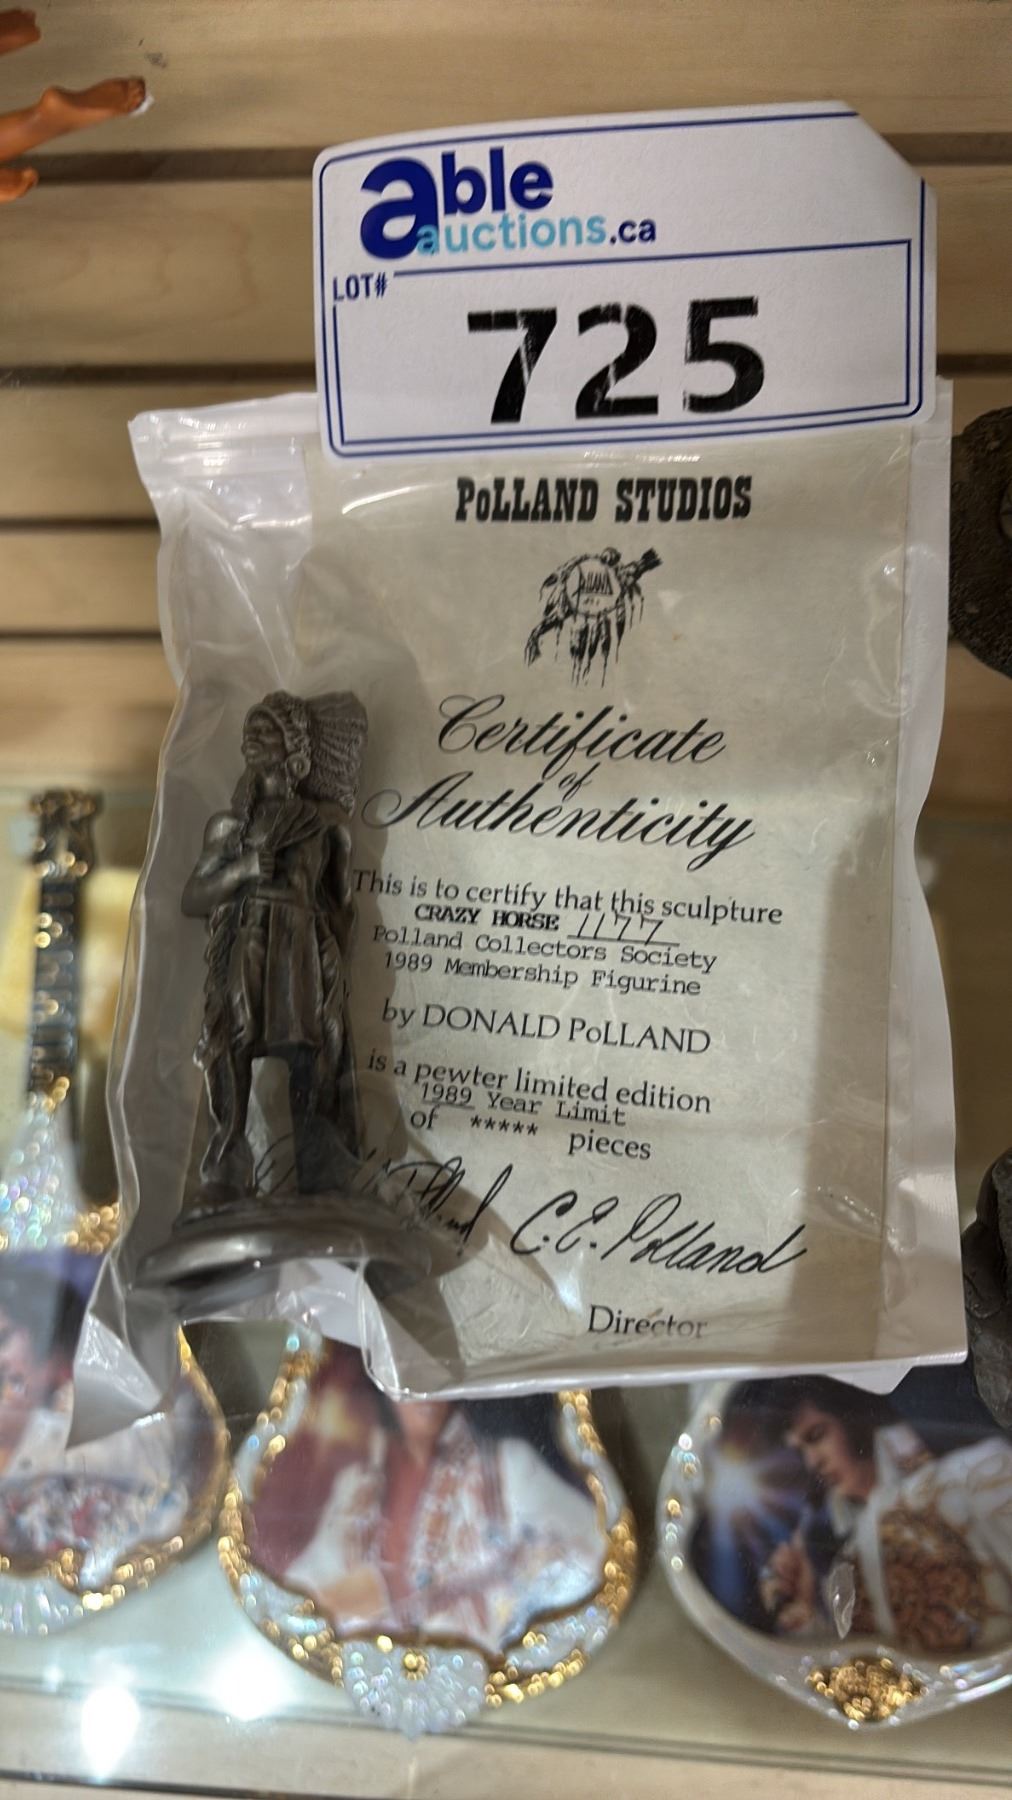 able
auctions.ca
LOT#
725
PoLLAND STUDIOS
Certificate
of
Authenticity
This is to certify that this sculpture
CRAZY HORSE 1177
Polland Collectors Society
1989 Membership Figurine
by DONALD PoLLAND
is a pewter limited edition
1989 Year Limit
of ***** pieces
C.E. Polland
Director